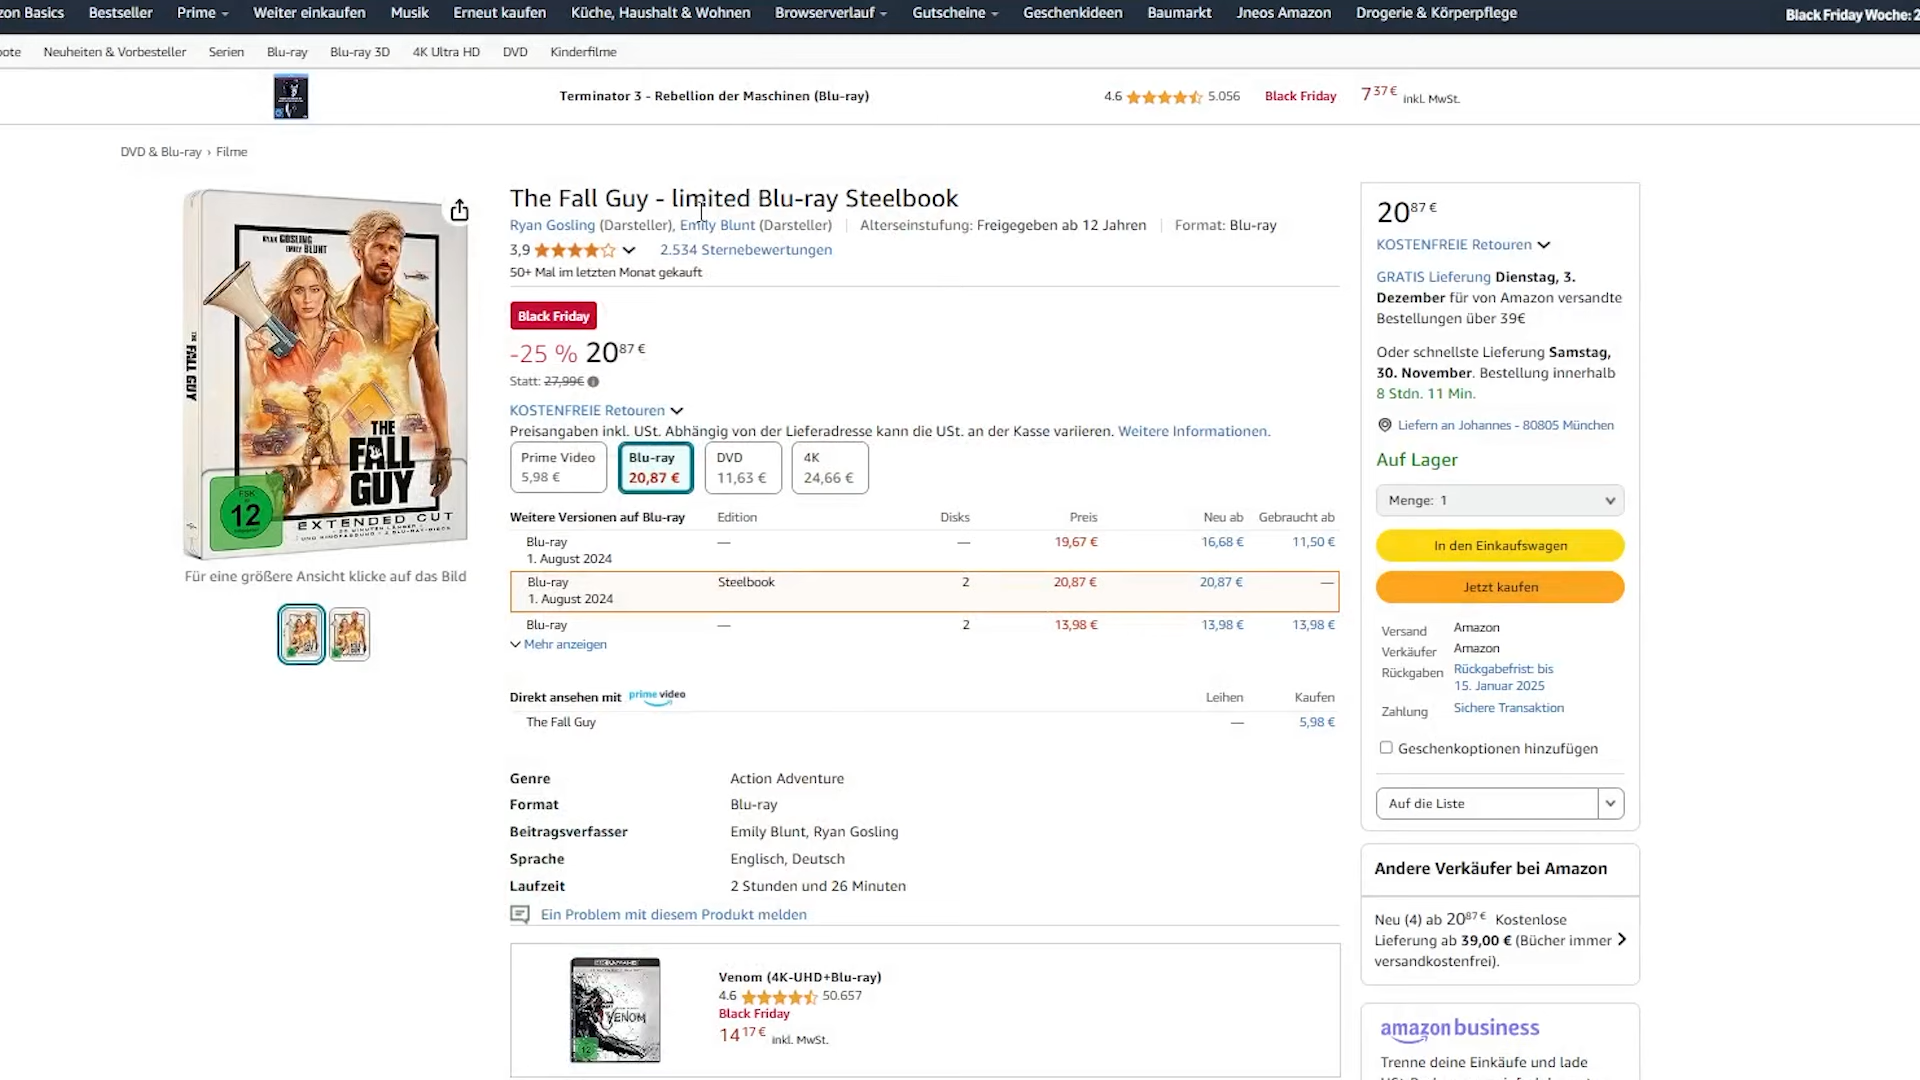 zon Basics Bestseller Prime Weiter einkaufen Musik Erneut kaufen Küche, Haushalt & Wohnen Browserverlauf Gutscheine Geschenkideen Baumarkt Jneos Amazon Drogerie & Körperpflege Black Friday Woche: 2
ote Neuheiten & Vorbesteller Serien Blu-ray Blu-ray 3D 4K Ultra HD DVD Kinderfilme
Terminator 3 - Rebellion der Maschinen (Blu-ray) 4.6 5.056 Black Friday 7 37 € inkl. MwSt.
DVD & Blu-ray › Filme
RYAN GOSLING
EMILY BLUNT
THE FALL GUY
THE
FALL
GUY
FSK
12
EXTENDED CUT
Für eine größere Ansicht klicke auf das Bild
The Fall Guy - limited Blu-ray Steelbook
Ryan Gosling (Darsteller), Emily Blunt (Darsteller) Alterseinstufung: Freigegeben ab 12 Jahren Format: Blu-ray
3,9 2.534 Sternebewertungen
50+ Mal im letzten Monat gekauft
Black Friday
-25 % 20 87 €
Statt: 27,99€
KOSTENFREIE Retouren
Preisangaben inkl. USt. Abhängig von der Lieferadresse kann die USt. an der Kasse variieren. Weitere Informationen.
Prime Video Blu-ray DVD 4K
5,98 € 20,87 € 11,63 € 24,66 €
Weitere Versionen auf Blu-ray Edition Disks Preis Neu ab Gebraucht ab
Blu-ray — — 19,67 € 16,68 € 11,50 €
1. August 2024
Blu-ray Steelbook 2 20,87 € 20,87 € —
1. August 2024
Blu-ray — 2 13,98 € 13,98 € 13,98 €
Mehr anzeigen
Direkt ansehen mit prime video Leihen Kaufen
The Fall Guy — 5,98 €
Genre Action Adventure
Format Blu-ray
Beitragsverfasser Emily Blunt, Ryan Gosling
Sprache Englisch, Deutsch
Laufzeit 2 Stunden und 26 Minuten
Ein Problem mit diesem Produkt melden
VENOM
Venom (4K-UHD+Blu-ray)
4.6 50.657
Black Friday
14 17 € inkl. MwSt.
20 87 €
KOSTENFREIE Retouren
GRATIS Lieferung Dienstag, 3.
Dezember für von Amazon versandte
Bestellungen über 39€
Oder schnellste Lieferung Samstag,
30. November. Bestellung innerhalb
8 Stdn. 11 Min.
Liefern an Johannes - 80805 München
Auf Lager
Menge: 1
In den Einkaufswagen
Jetzt kaufen
Versand Amazon
Verkäufer Amazon
Rückgaben Rückgabefrist: bis
15. Januar 2025
Zahlung Sichere Transaktion
Geschenkoptionen hinzufügen
Auf die Liste
Andere Verkäufer bei Amazon
Neu (4) ab 20 87 € Kostenlose
Lieferung ab 39,00 € (Bücher immer
versandkostenfrei).
amazon business
Trenne deine Einkäufe und lade